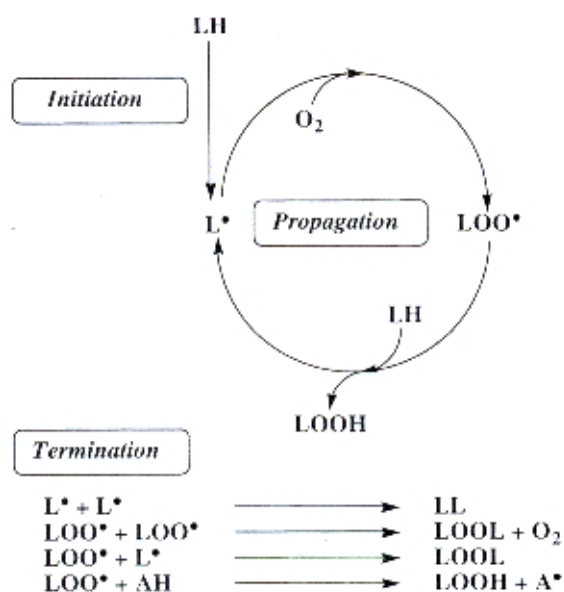 LH
Initiation
O₂
L• Propagation LOO•
LH
LOOH
Termination
L• + L• LL
LOO• + LOO• LOOL + O₂
LOO• + L• LOOL
LOO• + AH LOOH + A•